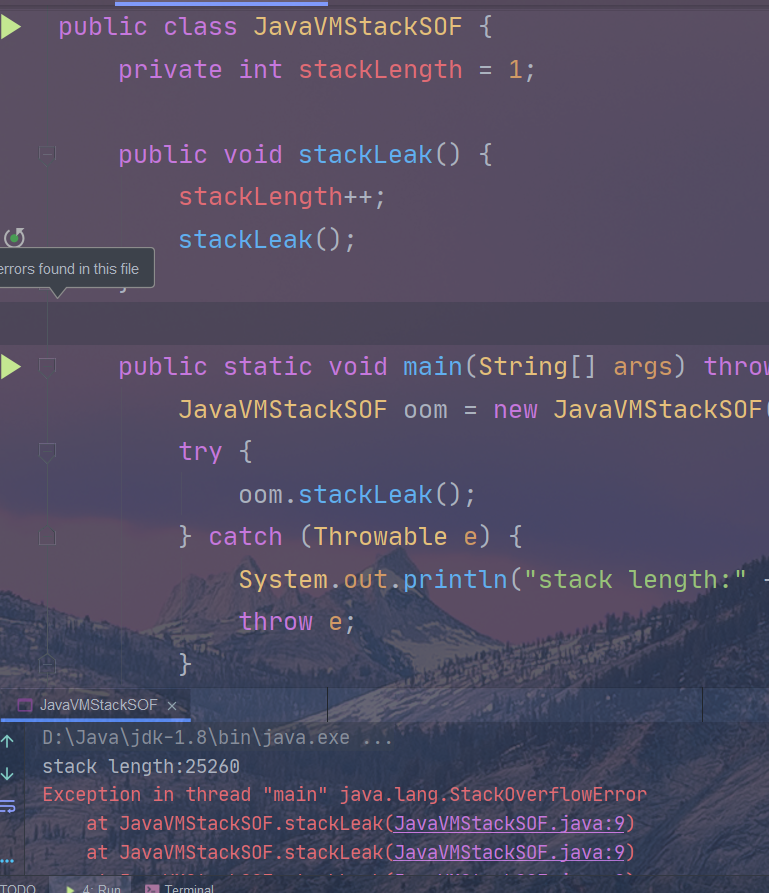 public class JavaVMStackSOF {
private int stackLength = 1;
public void stackLeak() {
stackLength++;
stackLeak();
errors found in this file
}
public static void main(String[] args) throw
JavaVMStackSOF oom = new JavaVMStackSOF(
try {
oom.stackLeak();
} catch (Throwable e) {
System.out.println("stack length:" +
throw e;
}
JavaVMStackSOF ×
D:\Java\jdk-1.8\bin\java.exe ...
stack length:25260
Exception in thread "main" java.lang.StackOverflowError
at JavaVMStackSOF.stackLeak(JavaVMStackSOF.java:9)
at JavaVMStackSOF.stackLeak(JavaVMStackSOF.java:9)
TODO 4: Run Terminal